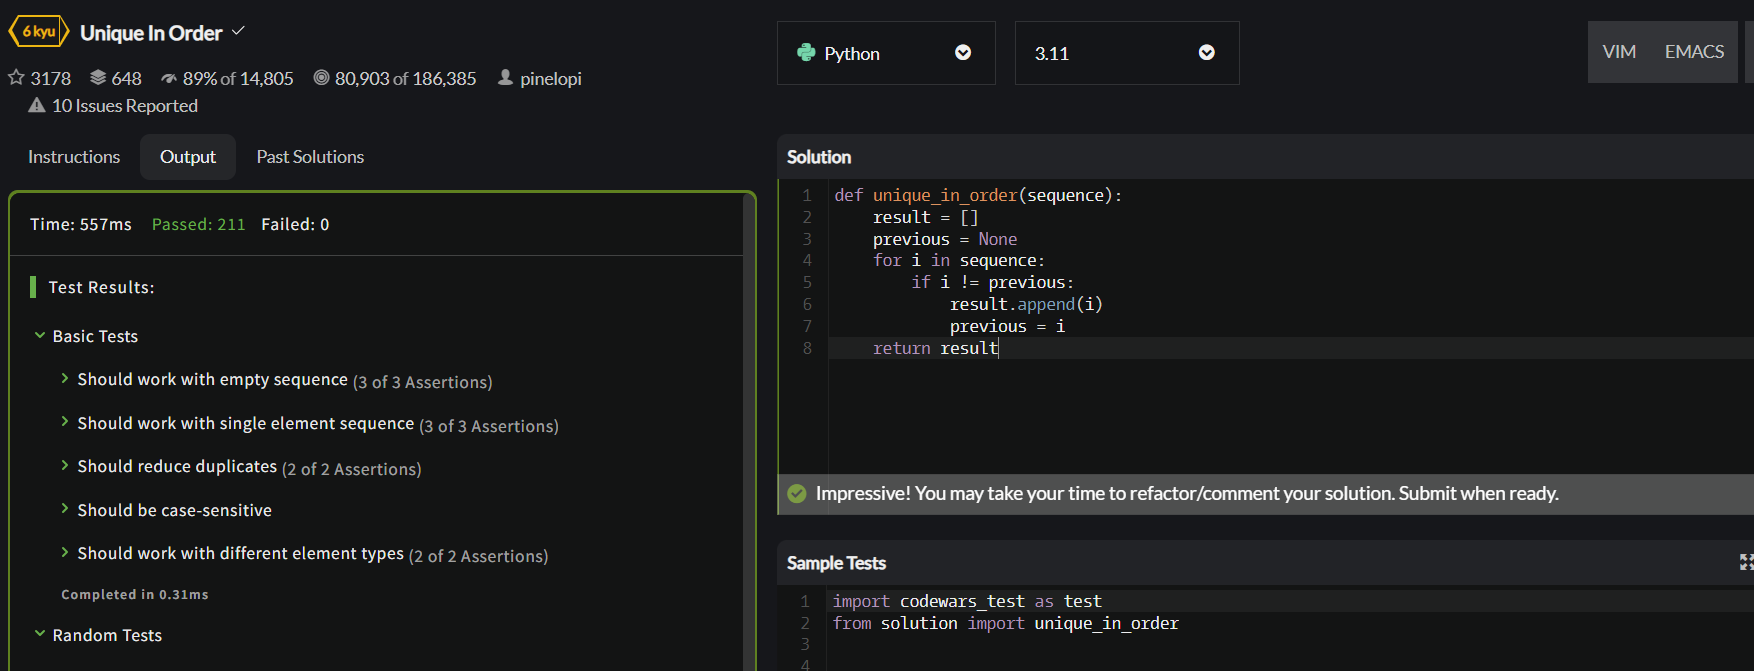 6 kyu Unique In Order
3178 648 89% of 14,805 80,903 of 186,385 pinelopi
10 Issues Reported
Instructions Output Past Solutions
Time: 557ms Passed: 211 Failed: 0
Test Results:
Basic Tests
Should work with empty sequence (3 of 3 Assertions)
Should work with single element sequence (3 of 3 Assertions)
Should reduce duplicates (2 of 2 Assertions)
Should be case-sensitive
Should work with different element types (2 of 2 Assertions)
Completed in 0.31ms
Random Tests
Python 3.11 VIM EMACS
Solution
1 def unique_in_order(sequence):
2 result = []
3 previous = None
4 for i in sequence:
5 if i != previous:
6 result.append(i)
7 previous = i
8 return result
Impressive! You may take your time to refactor/comment your solution. Submit when ready.
Sample Tests
1 import codewars_test as test
2 from solution import unique_in_order
3
4